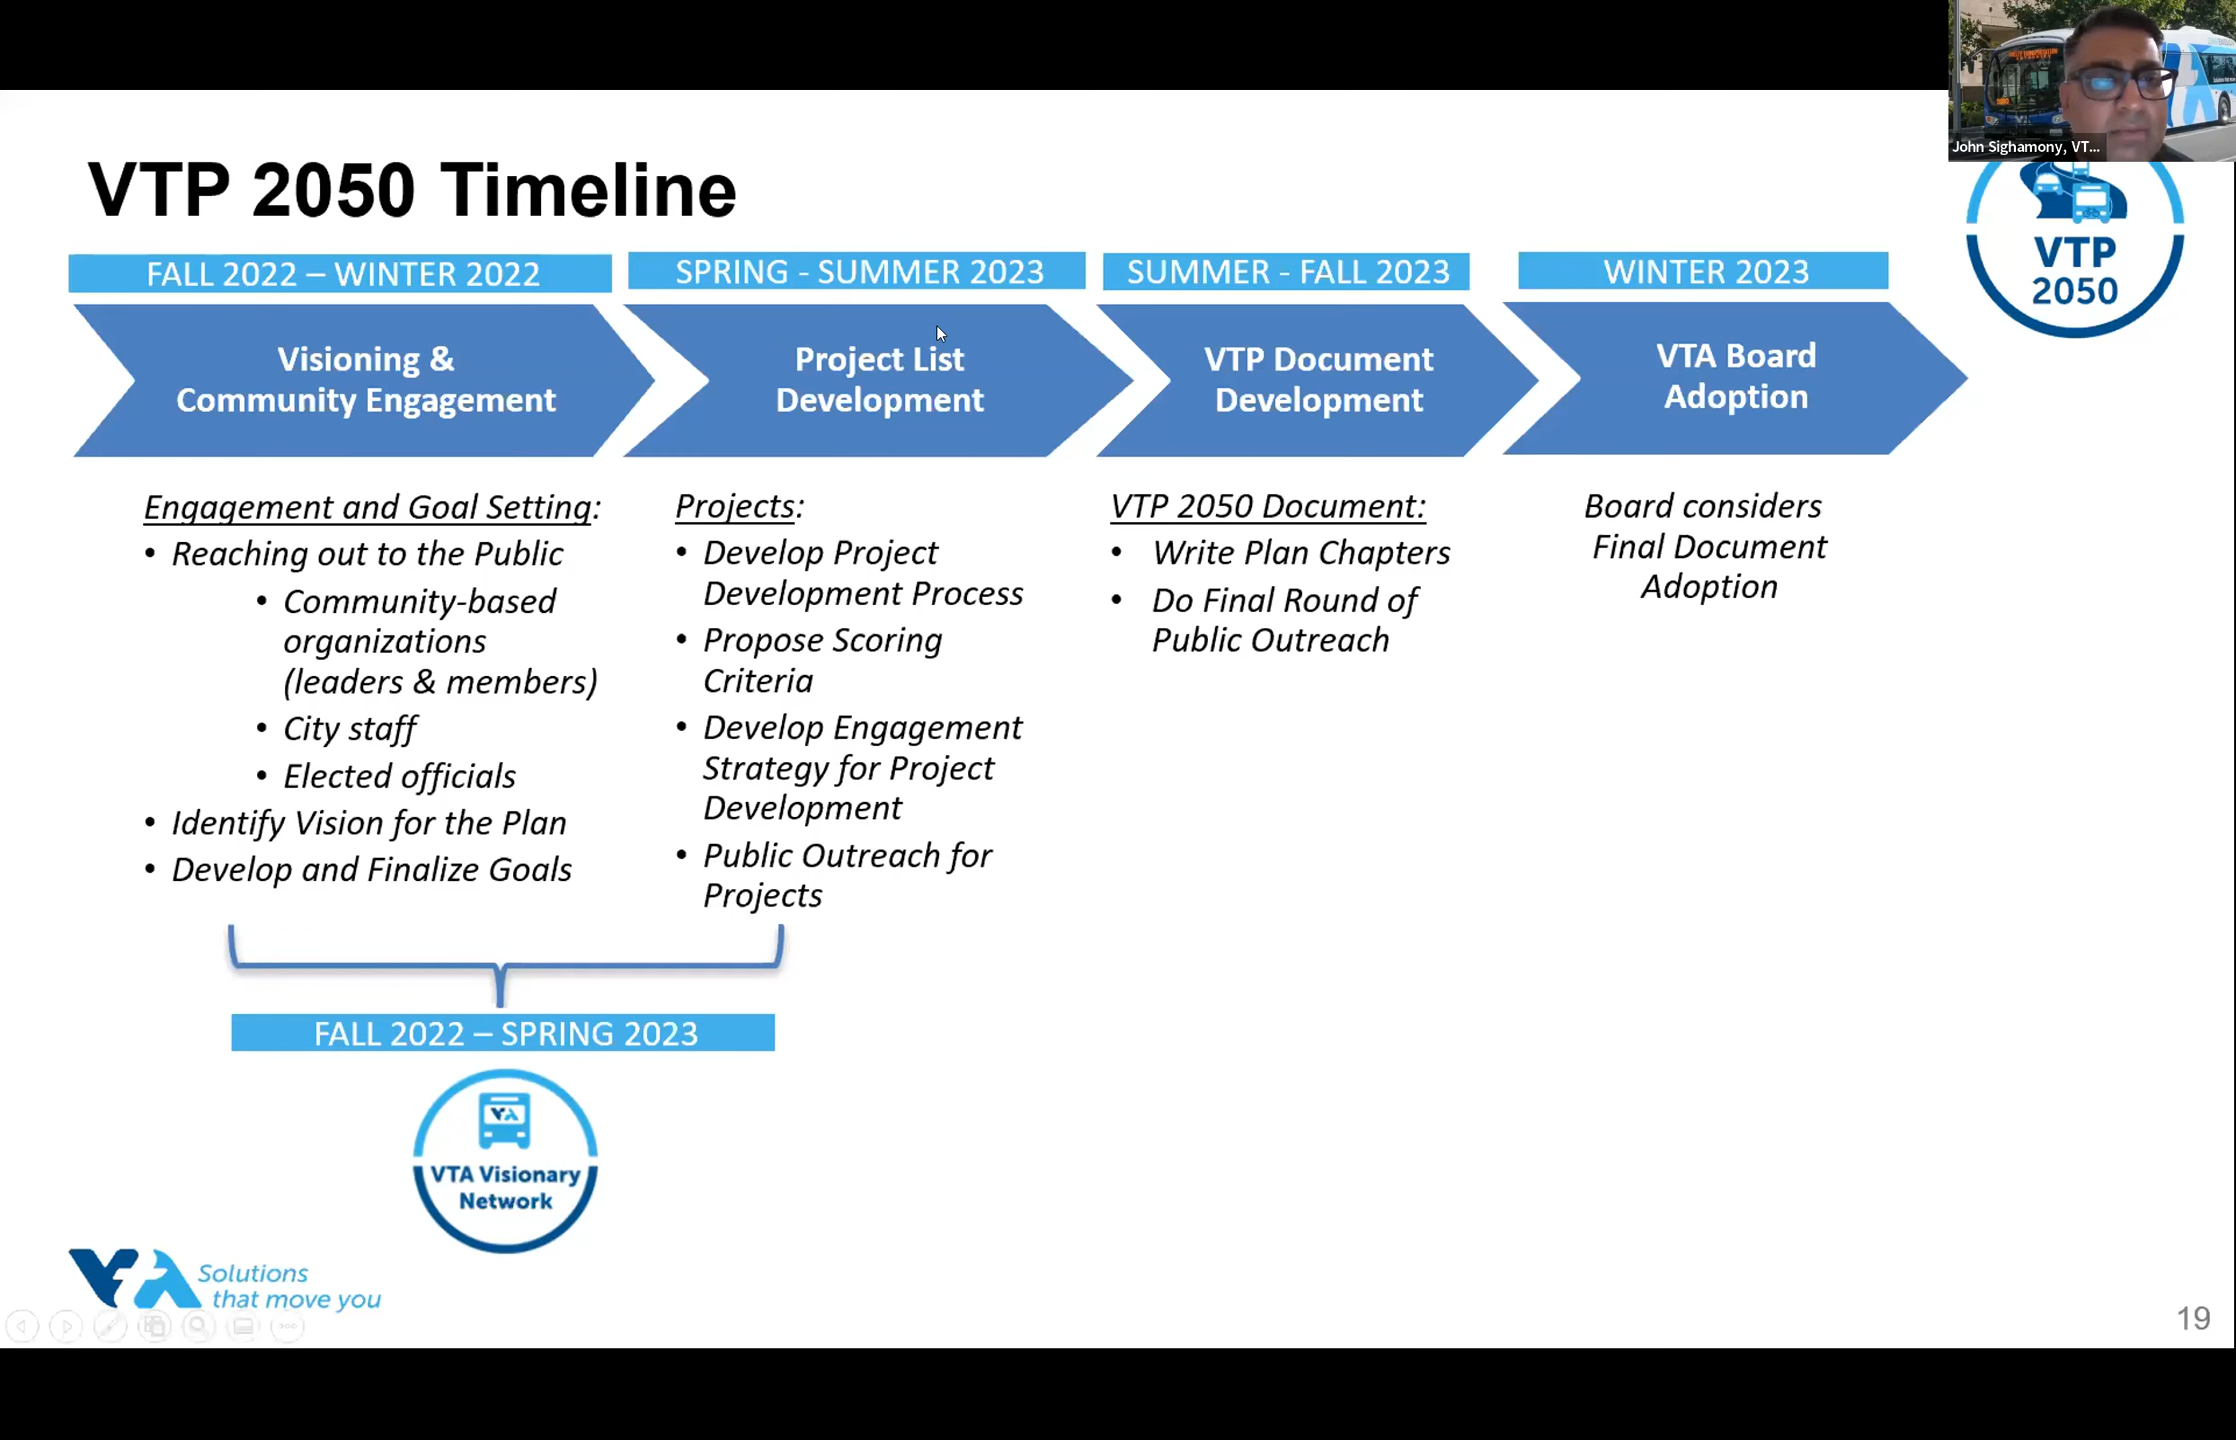 John Sighamony, VT...
VTP 2050 Timeline
VTP
2050
FALL 2022 – WINTER 2022
SPRING - SUMMER 2023
SUMMER - FALL 2023
WINTER 2023
Visioning &
Community Engagement
Project List
Development
VTP Document
Development
VTA Board
Adoption
Engagement and Goal Setting:
• Reaching out to the Public
• Community-based
organizations
(leaders & members)
• City staff
• Elected officials
• Identify Vision for the Plan
• Develop and Finalize Goals
Projects:
• Develop Project
Development Process
• Propose Scoring
Criteria
• Develop Engagement
Strategy for Project
Development
• Public Outreach for
Projects
VTP 2050 Document:
• Write Plan Chapters
• Do Final Round of
Public Outreach
Board considers
Final Document
Adoption
FALL 2022 – SPRING 2023
VTA
VTA Visionary
Network
VTA
Solutions
that move you
19